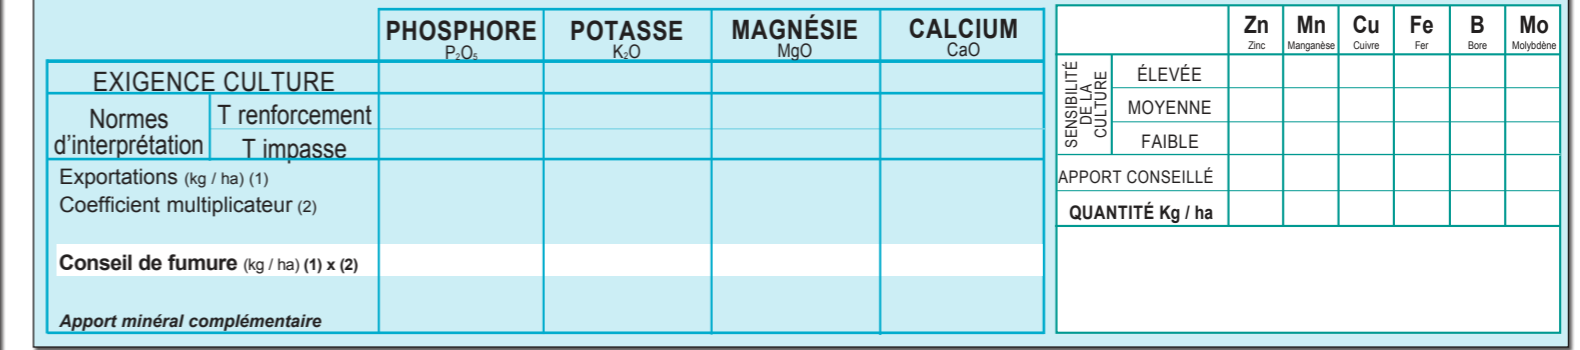 PHOSPHORE POTASSE MAGNÉSIE CALCIUM
P₂O₅ K₂O MgO CaO
EXIGENCE CULTURE
Normes d'interprétation
T renforcement
T impasse
Exportations (kg / ha) (1)
Coefficient multiplicateur (2)
Conseil de fumure (kg / ha) (1) x (2)
Apport minéral complémentaire
Zn Mn Cu Fe B Mo
Zinc Manganèse Cuivre Fer Bore Molybdène
SENSIBILITÉ DE LA CULTURE
ÉLEVÉE
MOYENNE
FAIBLE
APPORT CONSEILLÉ
QUANTITÉ Kg / ha